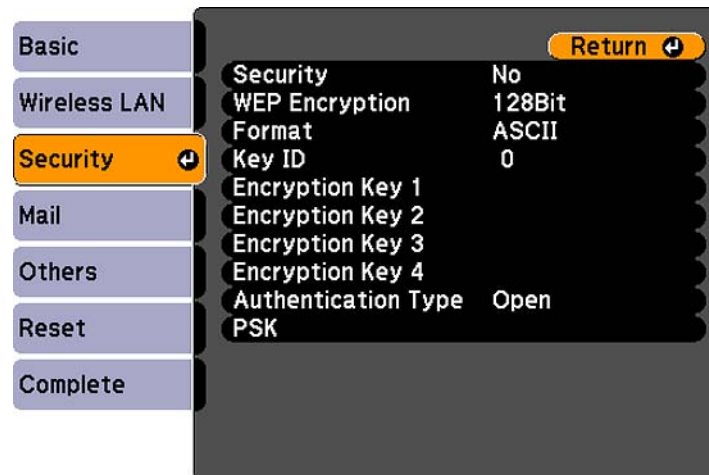 Basic
Wireless LAN
Security
Mail
Others
Reset
Complete
Return
Security No
WEP Encryption 128Bit
Format ASCII
Key ID 0
Encryption Key 1
Encryption Key 2
Encryption Key 3
Encryption Key 4
Authentication Type Open
PSK